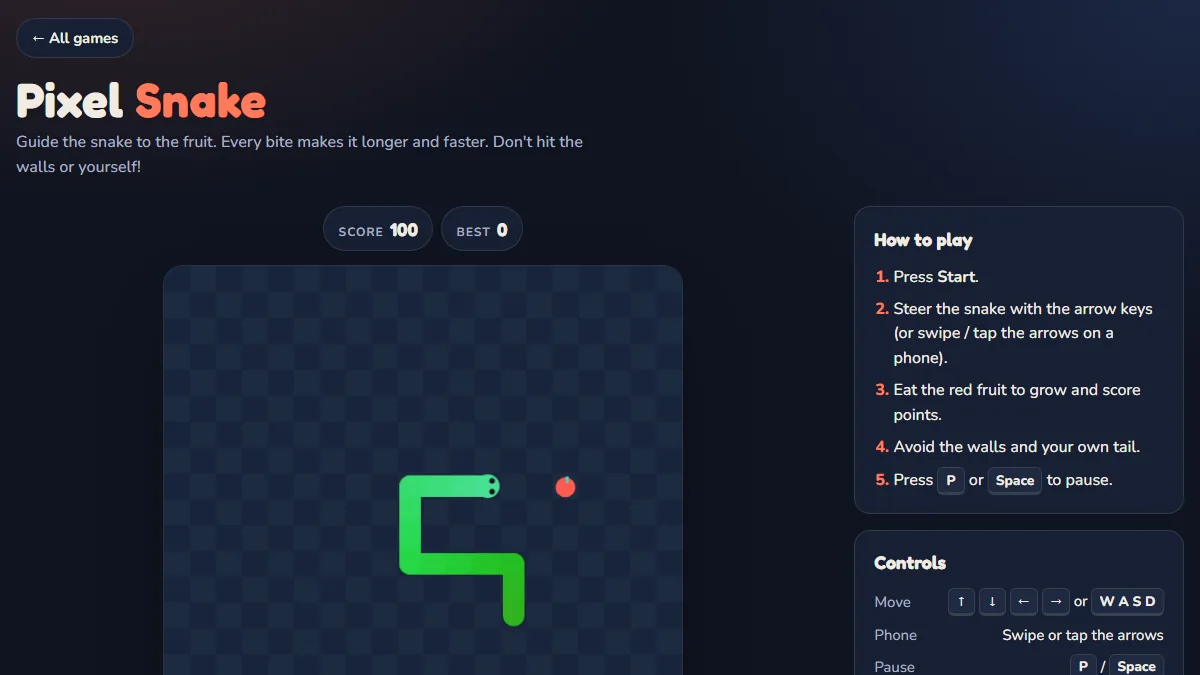 ← All games
Pixel Snake
Guide the snake to the fruit. Every bite makes it longer and faster. Don't hit the
walls or yourself!
SCORE 100
BEST 0
How to play
1. Press Start.
2. Steer the snake with the arrow keys
(or swipe / tap the arrows on a
phone).
3. Eat the red fruit to grow and score
points.
4. Avoid the walls and your own tail.
5. Press P or Space to pause.
Controls
Move ↑ ↓ ← → or W A S D
Phone Swipe or tap the arrows
Pause P / Space